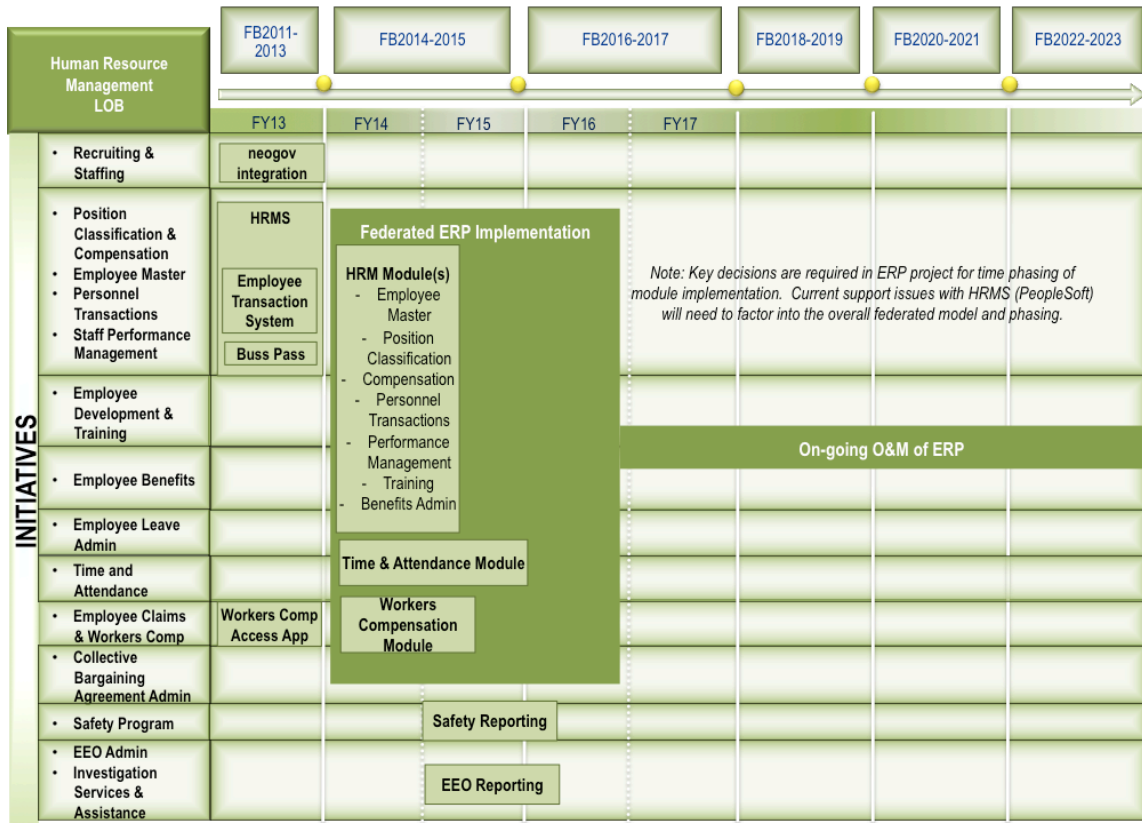 Human Resource
Management
LOB
FB2011-
2013
FB2014-2015
FB2016-2017
FB2018-2019
FB2020-2021
FB2022-2023
FY13
FY14
FY15
FY16
FY17
INITIATIVES
• Recruiting &
Staffing
neogov
integration
• Position
Classification &
Compensation
• Employee Master
• Personnel
Transactions
• Staff Performance
Management
HRMS
Employee
Transaction
System
Buss Pass
Federated ERP Implementation
HRM Module(s)
- Employee
Master
- Position
Classification
- Compensation
- Personnel
Transactions
- Performance
Management
- Training
- Benefits Admin
Note: Key decisions are required in ERP project for time phasing of
module implementation. Current support issues with HRMS (PeopleSoft)
will need to factor into the overall federated model and phasing.
• Employee
Development &
Training
On-going O&M of ERP
• Employee Benefits
• Employee Leave
Admin
• Time and
Attendance
Time & Attendance Module
• Employee Claims
& Workers Comp
Workers Comp
Access App
Workers
Compensation
Module
• Collective
Bargaining
Agreement Admin
• Safety Program
Safety Reporting
• EEO Admin
• Investigation
Services &
Assistance
EEO Reporting